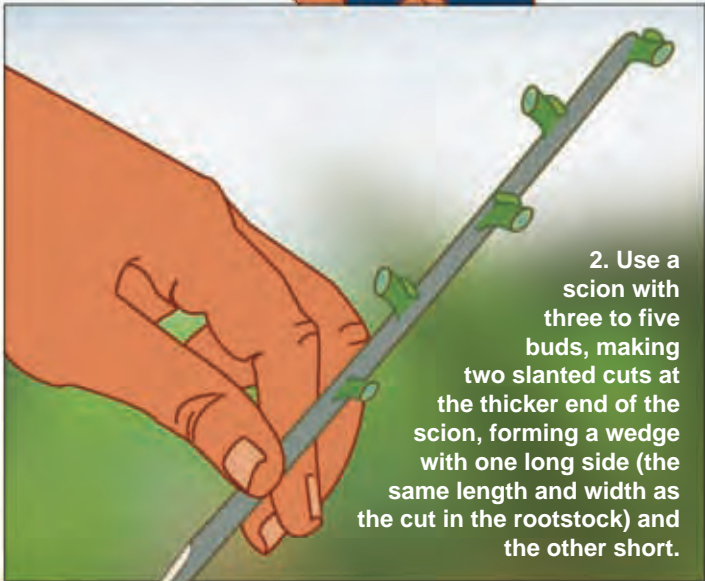 2. Use a
scion with
three to five
buds, making
two slanted cuts at
the thicker end of the
scion, forming a wedge
with one long side (the
same length and width as
the cut in the rootstock) and
the other short.